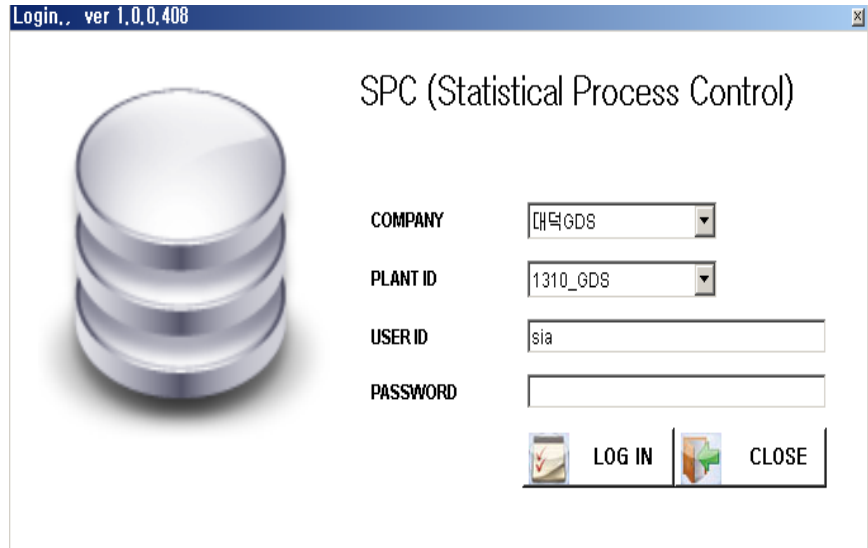 Login,, ver 1,0,0,408
SPC (Statistical Process Control)
COMPANY 대덕GDS
PLANT ID 1310_GDS
USER ID sia
PASSWORD
LOG IN CLOSE